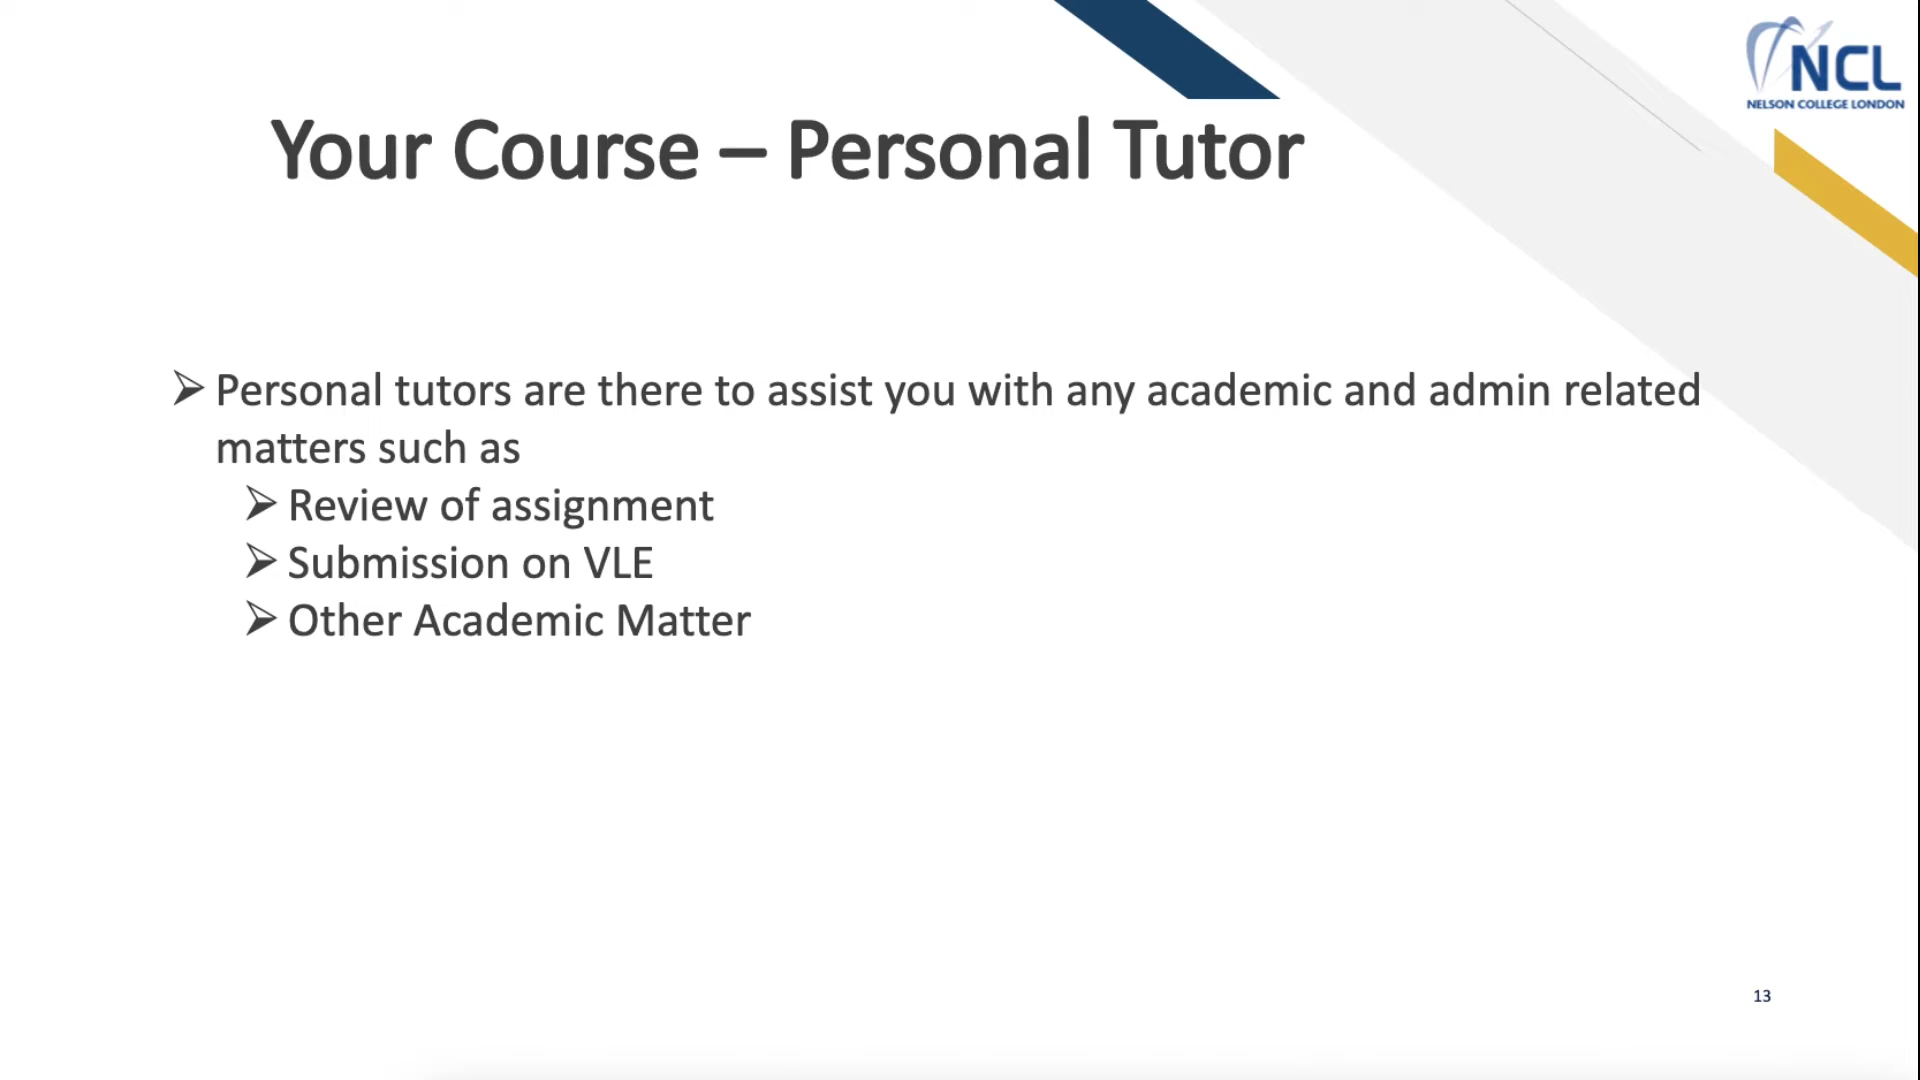 NCL
NELSON COLLEGE LONDON
Your Course – Personal Tutor
➢ Personal tutors are there to assist you with any academic and admin related
matters such as
➢ Review of assignment
➢ Submission on VLE
➢ Other Academic Matter
13